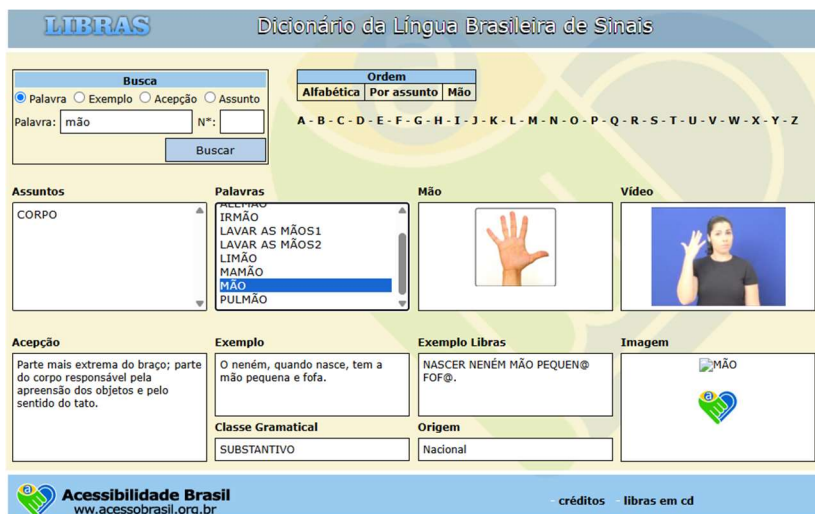 LIBRAS
Dicionário da Língua Brasileira de Sinais
Busca
Palavra Exemplo Acepção Assunto
Palavra: mão N*:
Buscar
Ordem
Alfabética Por assunto Mão
A - B - C - D - E - F - G - H - I - J - K - L - M - N - O - P - Q - R - S - T - U - V - W - X - Y - Z
Assuntos
CORPO
Palavras
ALEMÃO
IRMÃO
LAVAR AS MÃOS1
LAVAR AS MÃOS2
LIMÃO
MAMÃO
MÃO
PULMÃO
Mão
Vídeo
Acepção
Parte mais extrema do braço; parte
do corpo responsável pela
apreensão dos objetos e pelo
sentido do tato.
Exemplo
O neném, quando nasce, tem a
mão pequena e fofa.
Exemplo Libras
NASCER NENÉM MÃO PEQUEN@
FOF@.
Imagem
MÃO
Classe Gramatical
SUBSTANTIVO
Origem
Nacional
Acessibilidade Brasil
ww.acessobrasil.org.br
- créditos - libras em cd